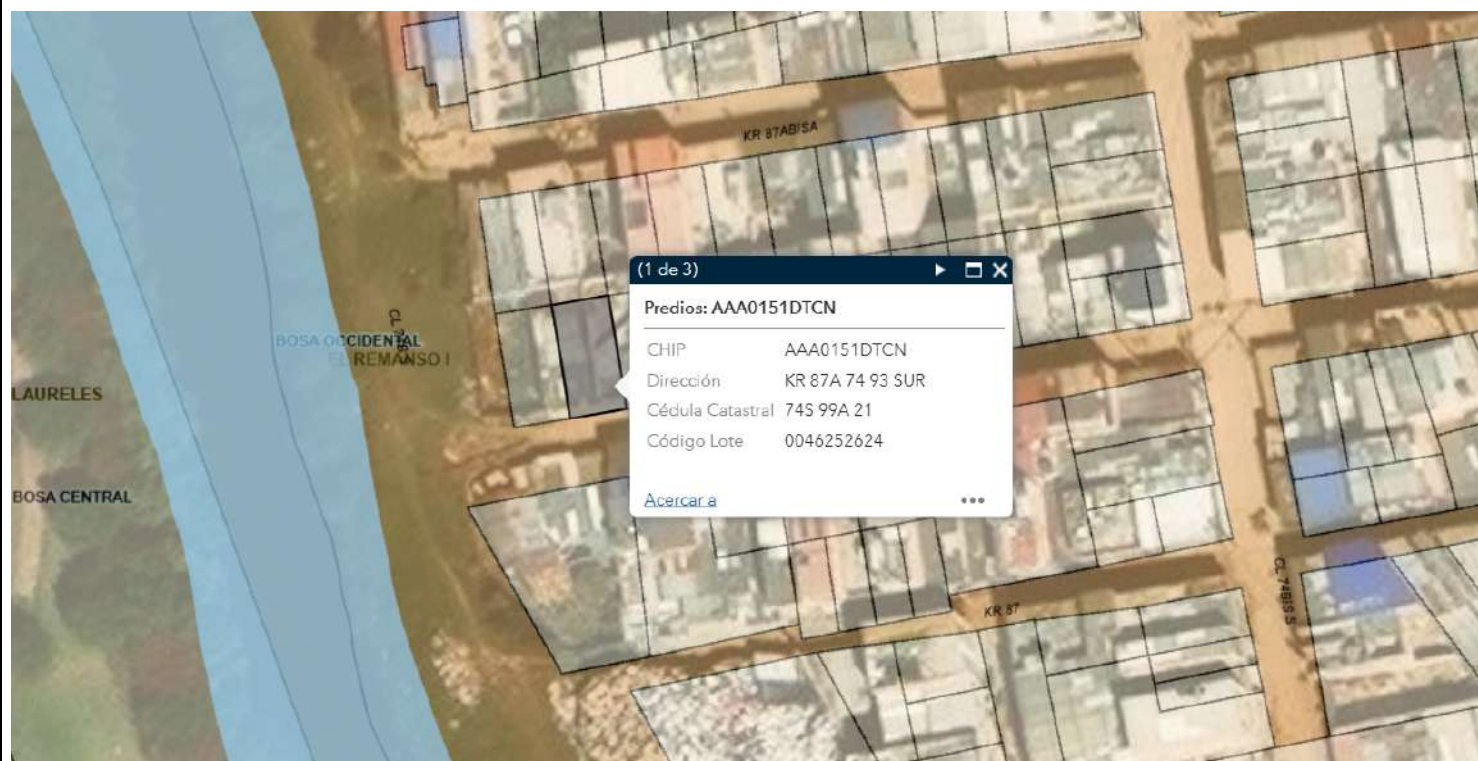 KR 87ABISA
(1 de 3)
Predios: AAA0151DTCN
CHIP AAA0151DTCN
Dirección KR 87A 74 93 SUR
Cédula Catastral 74S 99A 21
Código Lote 0046252624
Acercar a
BOSA OCCIDENTAL
EL REMANSO I
LAURELES
BOSA CENTRAL
KR 87
CL 74BIS S